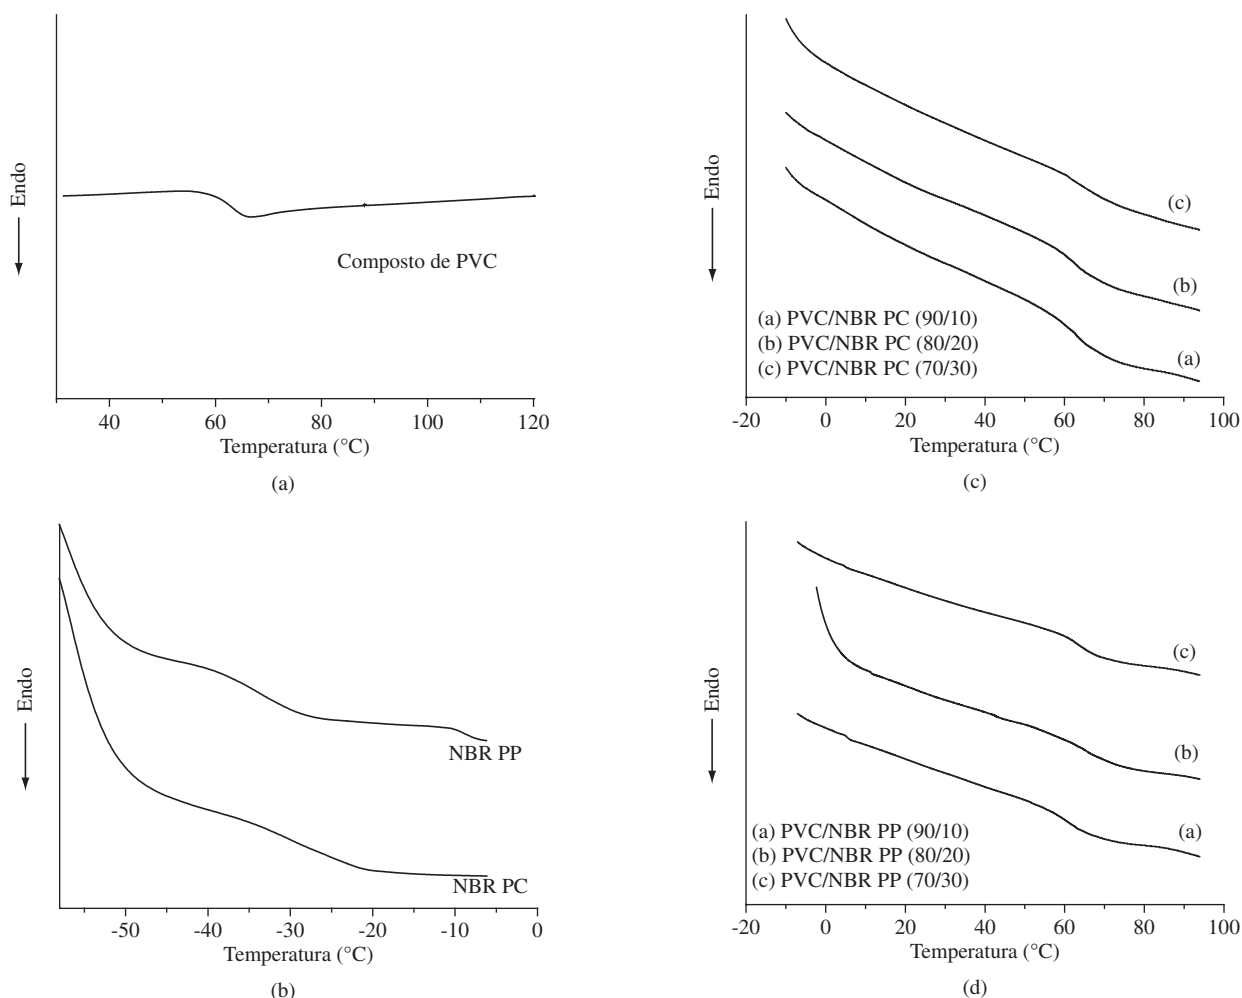 Endo
Composto de PVC
40 60 80 100 120
Temperatura (°C)
(a)
Endo
(c)
(b)
(a)
(a) PVC/NBR PC (90/10)
(b) PVC/NBR PC (80/20)
(c) PVC/NBR PC (70/30)
-20 0 20 40 60 80 100
Temperatura (°C)
(c)
Endo
NBR PP
NBR PC
-50 -40 -30 -20 -10 0
Temperatura (°C)
(b)
Endo
(c)
(b)
(a)
(a) PVC/NBR PP (90/10)
(b) PVC/NBR PP (80/20)
(c) PVC/NBR PP (70/30)
-20 0 20 40 60 80 100
Temperatura (°C)
(d)